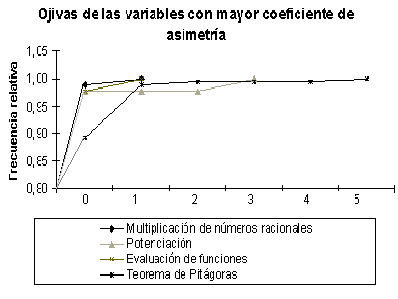 Ojivas de las variables con mayor coeficiente de
asimetría
Frecuencia relativa
1,05
1,00
0,95
0,90
0,85
0,80
0 1 2 3 4 5
Multiplicación de números racionales
Potenciación
Evaluación de funciones
Teorema de Pitágoras